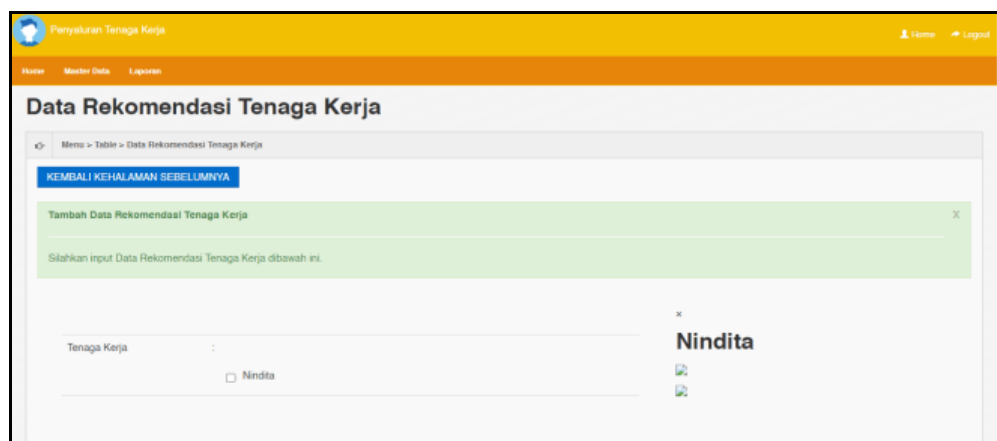 Penyaluran Tenaga Kerja
Home Logout
Home Master Data Laporan
Data Rekomendasi Tenaga Kerja
Menu > Table > Data Rekomendasi Tenaga Kerja
KEMBALI KEHALAMAN SEBELUMNYA
Tambah Data Rekomendasi Tenaga Kerja X
Silahkan input Data Rekomendasi Tenaga Kerja dibawah ini.
×
Nindita
Tenaga Kerja :
Nindita